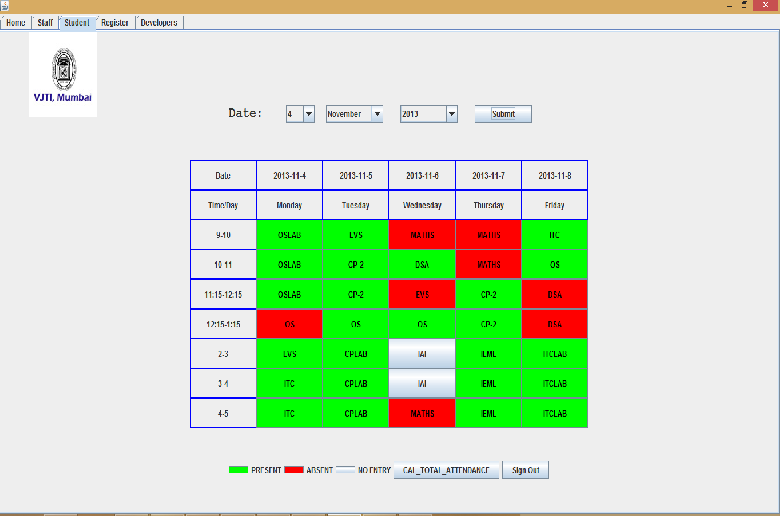 Home Staff Student Register Developers
VJTI, Mumbai
Date: 4 November 2013 Submit
Date 2013-11-4 2013-11-5 2013-11-6 2013-11-7 2013-11-8
Time/Day Monday Tuesday Wednesday Thursday Friday
9-10 OSLAB EVS MATHS MATHS ITC
10-11 OSLAB CP-2 DSA MATHS OS
11:15-12:15 OSLAB CP-2 EVS CP-2 DSA
12:15-1:15 OS OS OS CP-2 DSA
2-3 EVS CPLAB IAI IEML ITCLAB
3-4 ITC CPLAB IAI IEML ITCLAB
4-5 ITC CPLAB MATHS IEML ITCLAB
PRESENT ABSENT NO ENTRY CAL_TOTAL_ATTENDANCE Sign Out